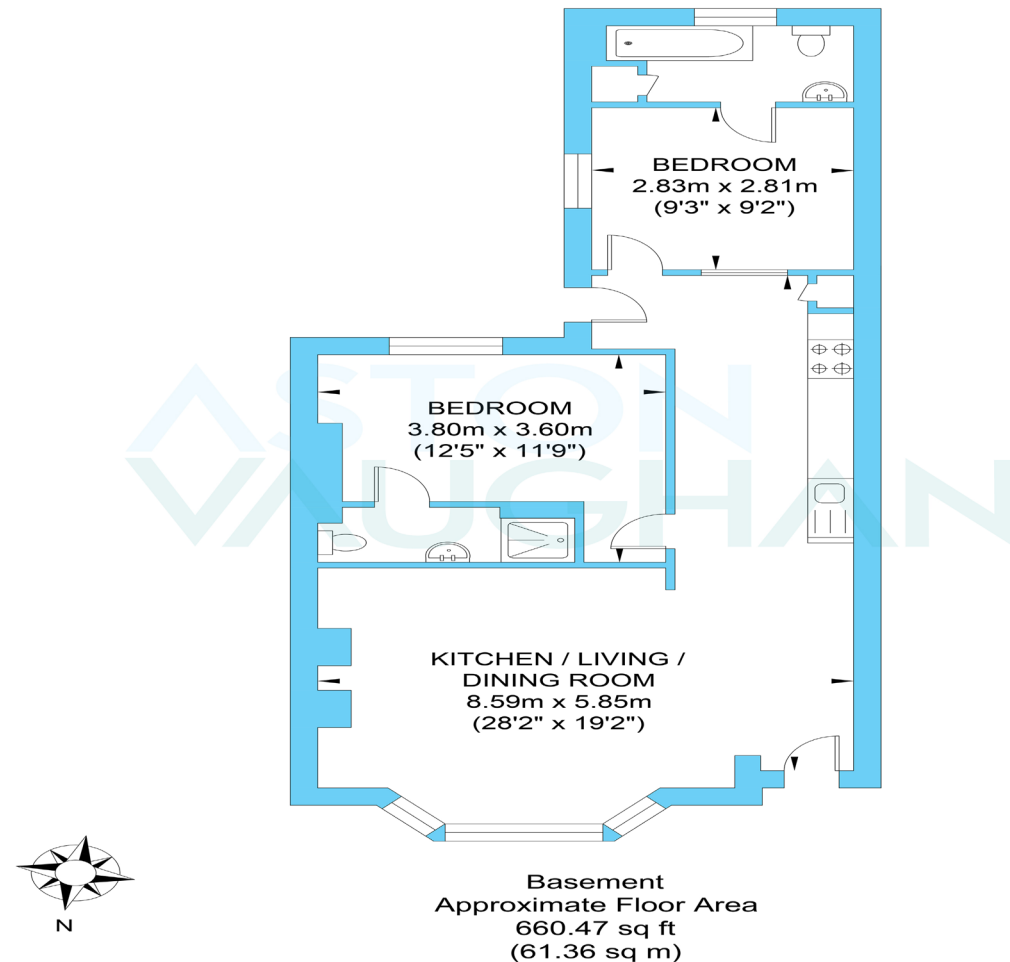 BEDROOM
2.83m x 2.81m
(9'3" x 9'2")
ASTON
VAUGHAN
BEDROOM
3.80m x 3.60m
(12'5" x 11'9")
KITCHEN / LIVING /
DINING ROOM
8.59m x 5.85m
(28'2" x 19'2")
N
Basement
Approximate Floor Area
660.47 sq ft
(61.36 sq m)